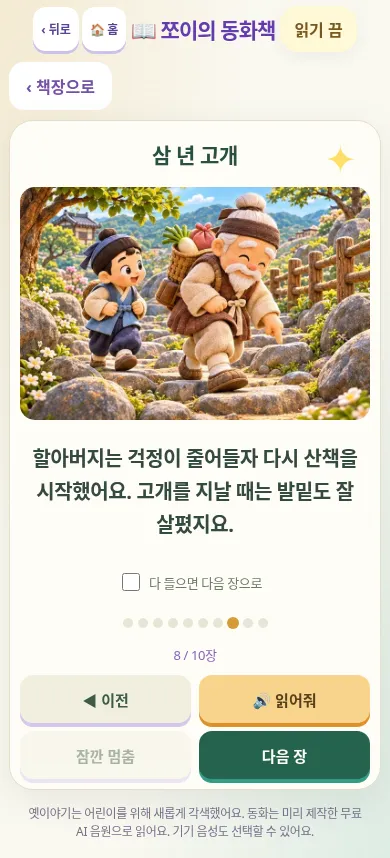 ‹ 뒤로 🏠 홈 📖 쪼이의 동화책 읽기 끝
‹ 책장으로
삼 년 고개
할아버지는 걱정이 줄어들자 다시 산책을
시작했어요. 고개를 지날 때는 발밑도 잘
살폈지요.
다 들으면 다음 장으로
8 / 10장
◀ 이전 🔊 읽어줘
잠깐 멈춤 다음 장
옛이야기는 어린이를 위해 새롭게 각색했어요. 동화는 미리 제작한 무료
AI 음원으로 읽어요. 기기 음성도 선택할 수 있어요.